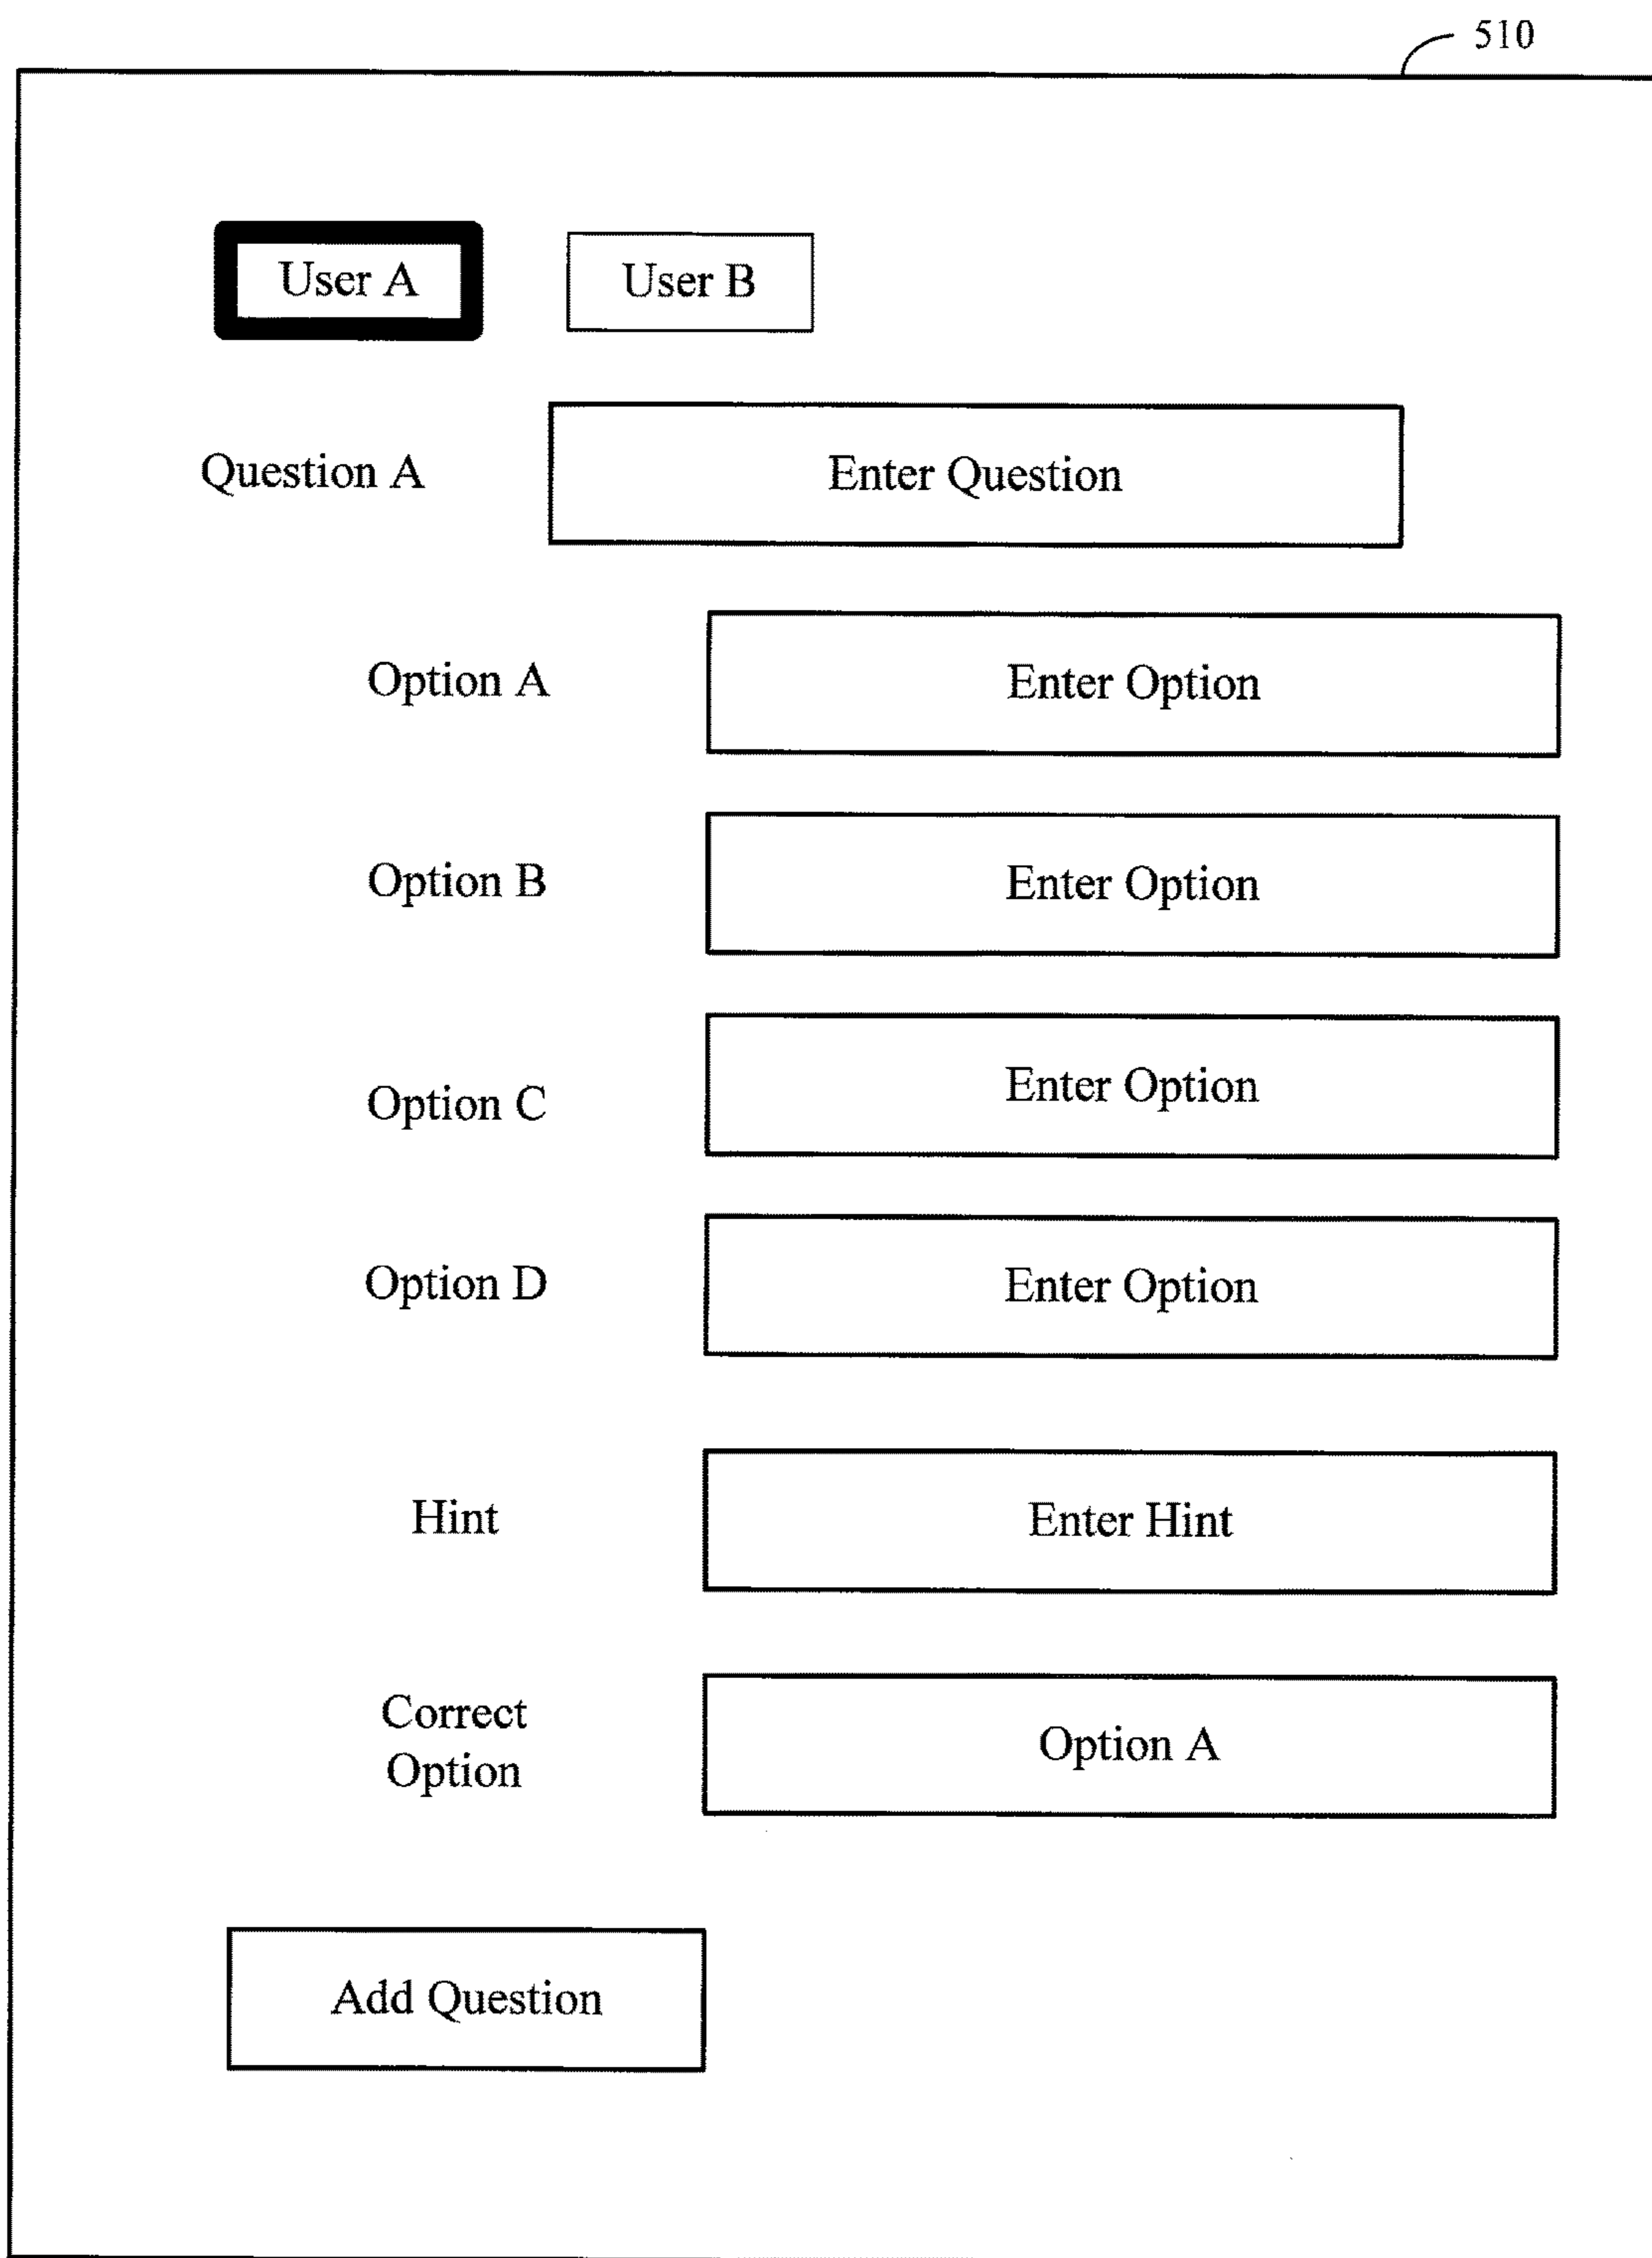 510
User A
User B
Question A
Enter Question
Option A
Enter Option
Option B
Enter Option
Option C
Enter Option
Option D
Enter Option
Hint
Enter Hint
Correct
Option
Option A
Add Question